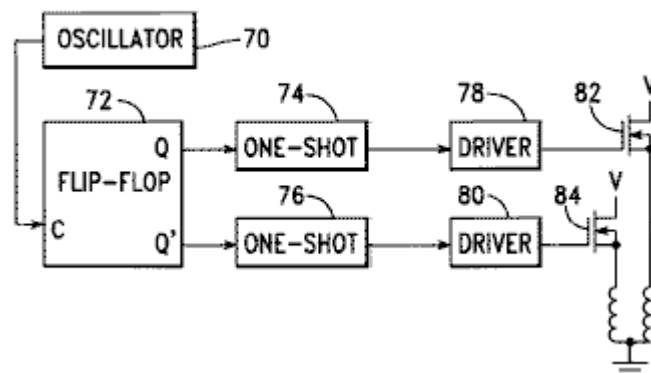 OSCILLATOR 70
72 74 78 82 V
Q ONE-SHOT DRIVER
FLIP-FLOP
76 80 84 V
C Q' ONE-SHOT DRIVER